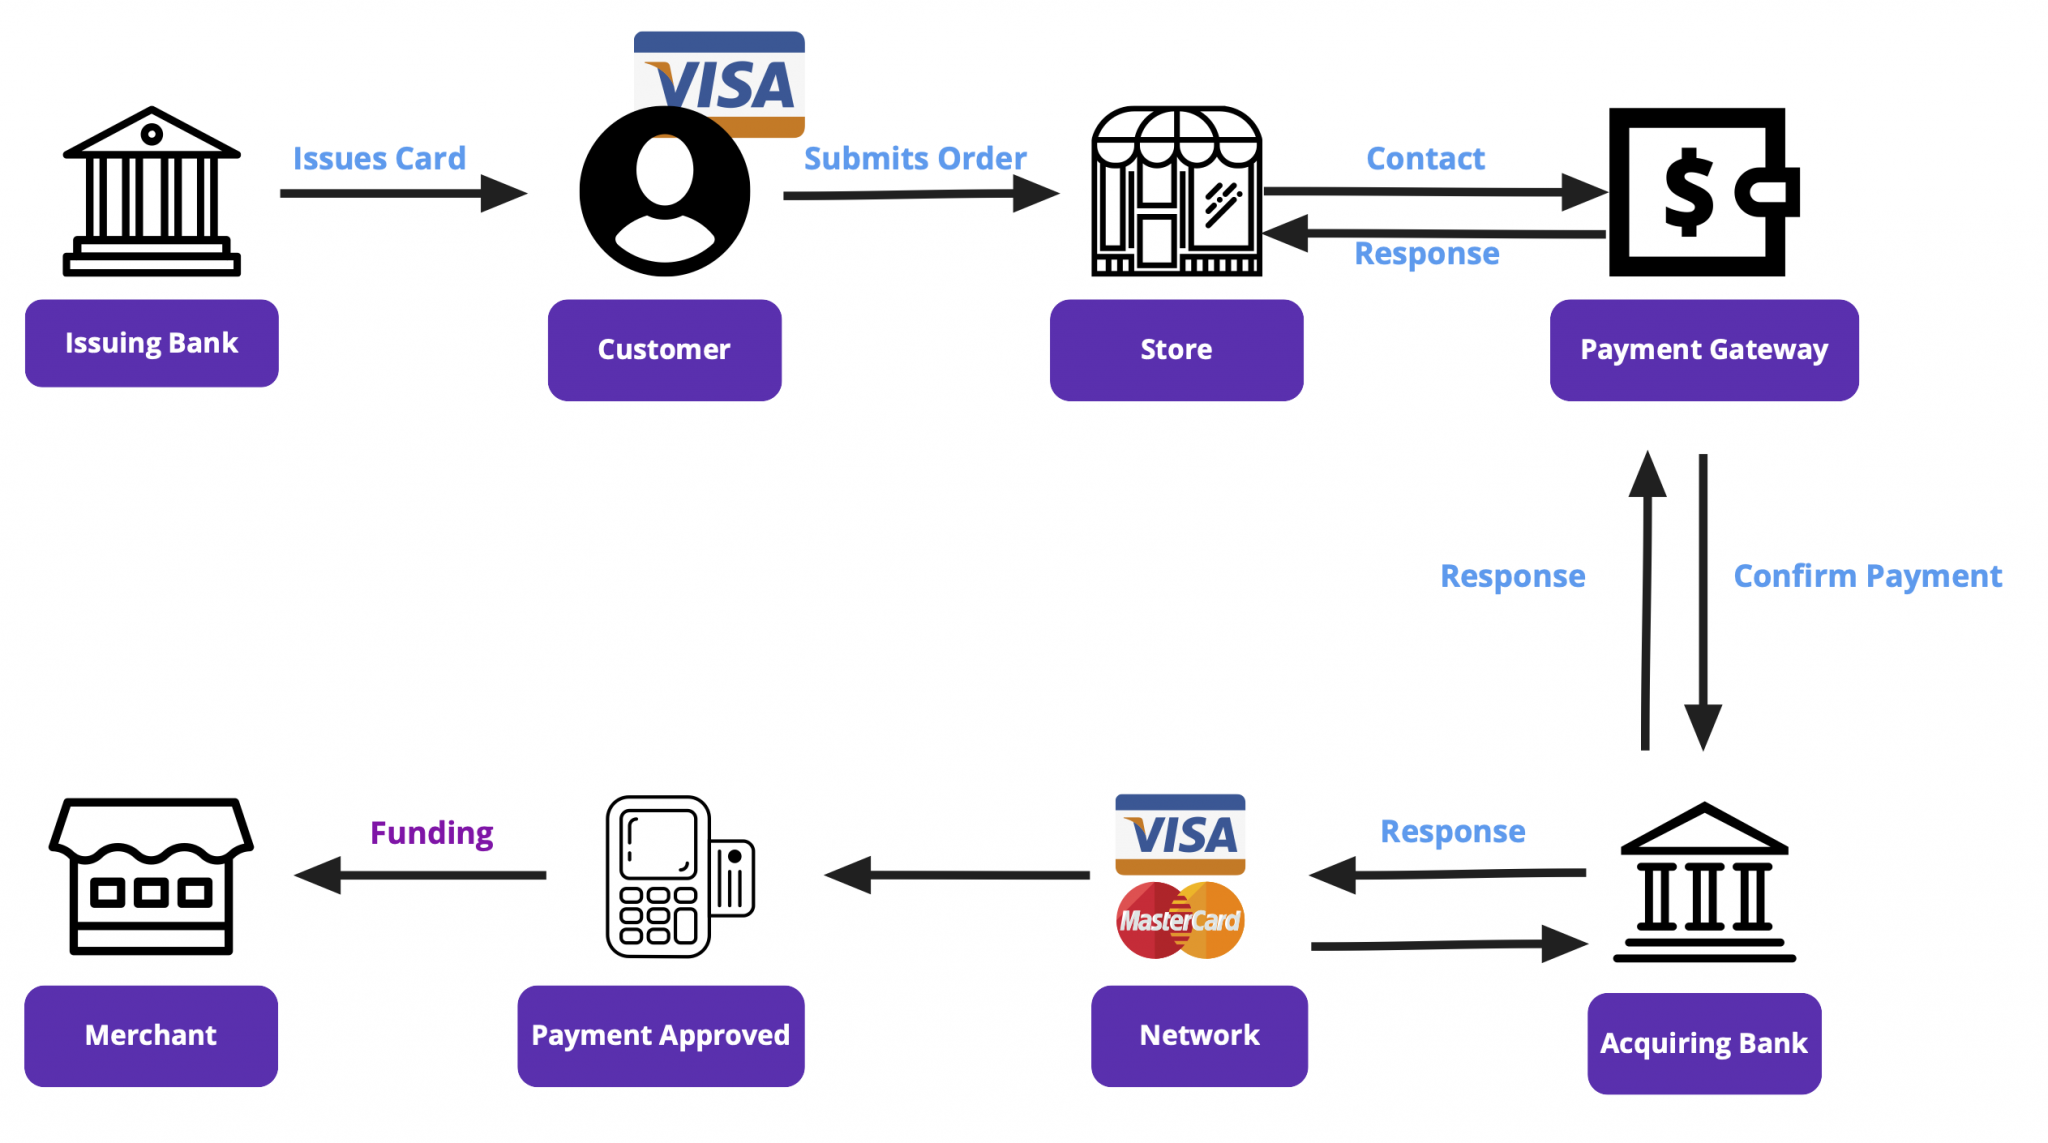 VISA
Issues Card
Submits Order
Contact
Response
Issuing Bank
Customer
Store
Payment Gateway
Response
Confirm Payment
Funding
VISA
MasterCard
Response
Merchant
Payment Approved
Network
Acquiring Bank